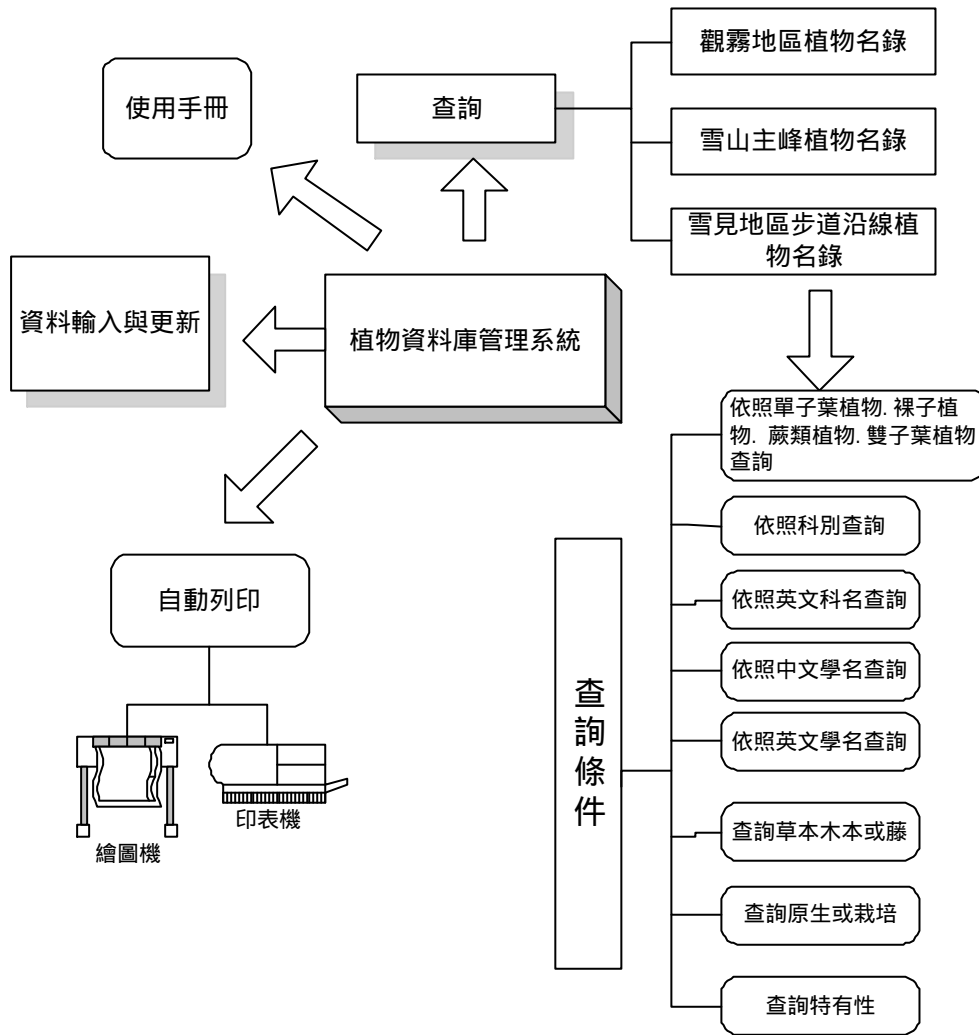 觀霧地區植物名錄
使用手冊
查詢
雪山主峰植物名錄
雪見地區步道沿線植
物名錄
資料輸入與更新
植物資料庫管理系統
依照單子葉植物. 裸子植
物. 蕨類植物. 雙子葉植物
查詢
依照科別查詢
自動列印
依照英文科名查詢
依照中文學名查詢
依照英文學名查詢
查詢條件
印表機
繪圖機
查詢草本木本或藤
查詢原生或栽培
查詢特有性